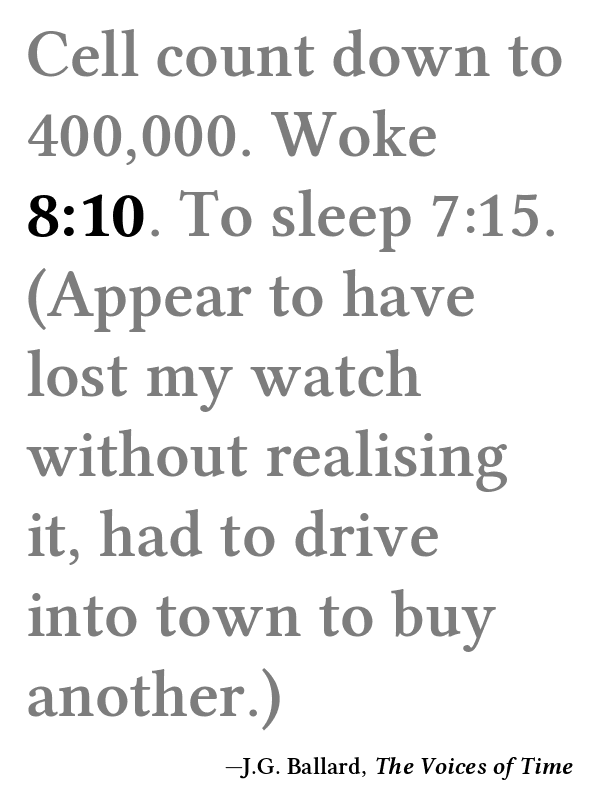 Cell count down to
400,000. Woke
8:10. To sleep 7:15.
(Appear to have
lost my watch
without realising
it, had to drive
into town to buy
another.)
—J.G. Ballard, The Voices of Time